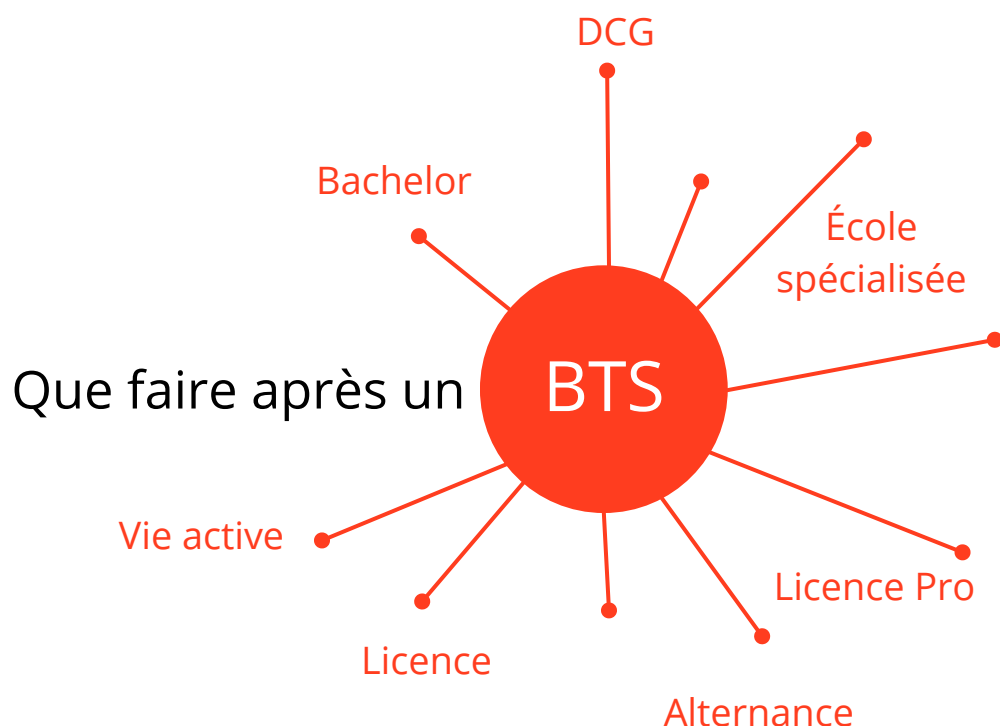 DCG
Bachelor
École
spécialisée
Que faire après un BTS
Vie active
Licence Pro
Licence
Alternance